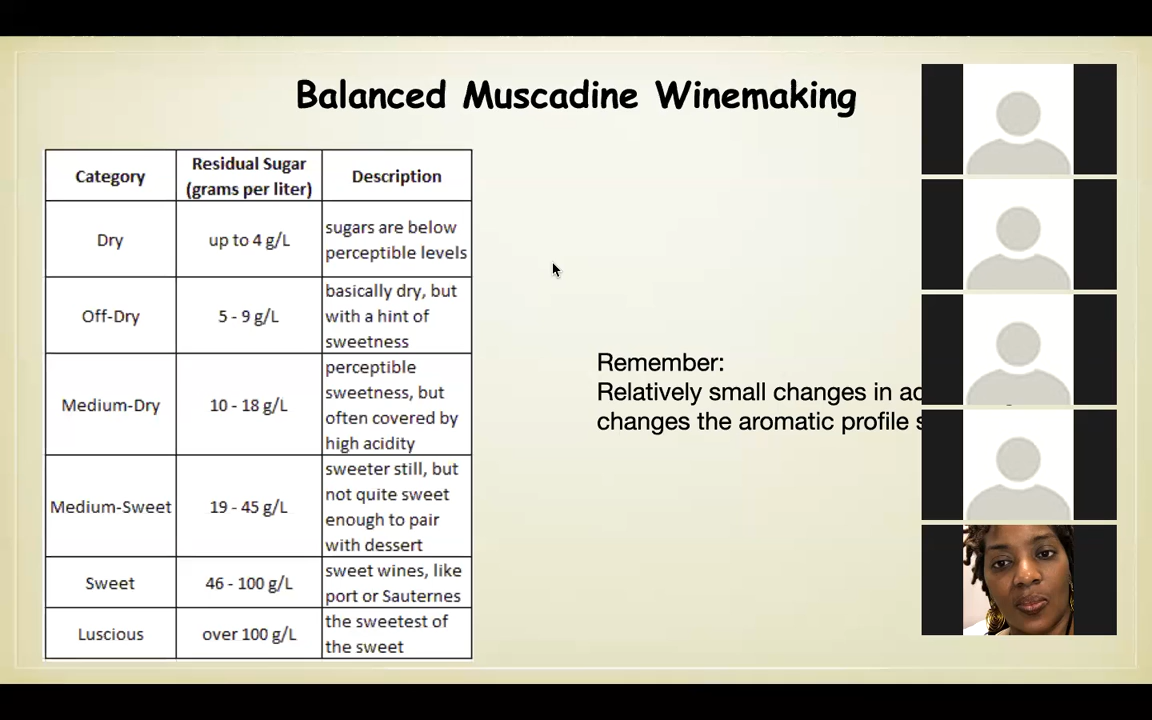 Balanced Muscadine Winemaking
Category
Residual Sugar
(grams per liter)
Description
Dry
up to 4 g/L
sugars are below
perceptible levels
Off-Dry
5 - 9 g/L
basically dry, but
with a hint of
sweetness
Medium-Dry
10 - 18 g/L
perceptible
sweetness, but
often covered by
high acidity
Medium-Sweet
19 - 45 g/L
sweeter still, but
not quite sweet
enough to pair
with dessert
Sweet
46 - 100 g/L
sweet wines, like
port or Sauternes
Luscious
over 100 g/L
the sweetest of
the sweet
Remember:
Relatively small changes in
changes the aromatic profile